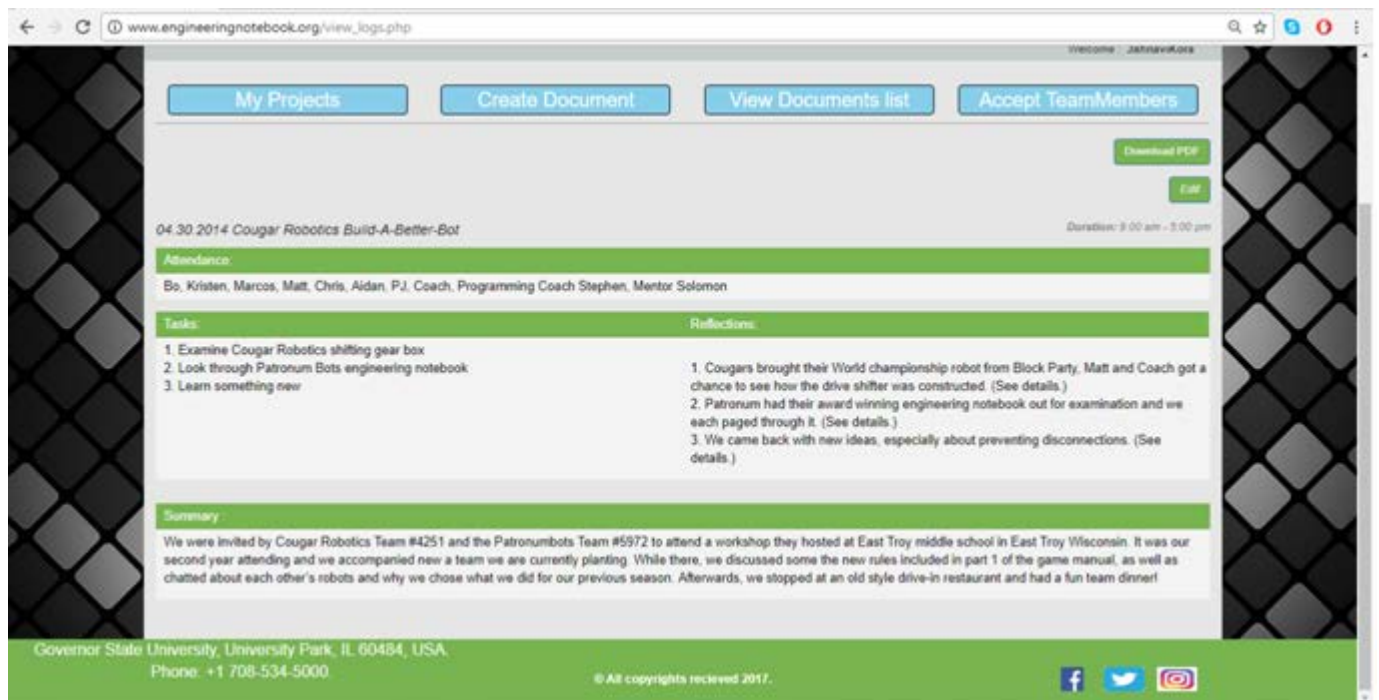 www.engineeringnotebook.org/view_logs.php
Welcome : JahnaviKora
My Projects
Create Document
View Documents list
Accept TeamMembers
Download PDF
Edit
04.30.2014 Cougar Robotics Build-A-Better-Bot
Duration: 9:00 am - 5:00 pm
Attendance:
Bo, Kristen, Marcos, Matt, Chris, Aidan, PJ, Coach, Programming Coach Stephen, Mentor Solomon
Tasks:
1. Examine Cougar Robotics shifting gear box
2. Look through Patronum Bots engineering notebook
3. Learn something new
Reflections:
1. Cougars brought their World championship robot from Block Party, Matt and Coach got a
chance to see how the drive shifter was constructed. (See details.)
2. Patronum had their award winning engineering notebook out for examination and we
each paged through it. (See details.)
3. We came back with new ideas, especially about preventing disconnections. (See
details.)
Summary :
We were invited by Cougar Robotics Team #4251 and the Patronumbots Team #5972 to attend a workshop they hosted at East Troy middle school in East Troy Wisconsin. It was our
second year attending and we accompanied new a team we are currently planting. While there, we discussed some the new rules included in part 1 of the game manual, as well as
chatted about each other's robots and why we chose what we did for our previous season. Afterwards, we stopped at an old style drive-in restaurant and had a fun team dinner!
Governor State University, University Park, IL 60484, USA.
Phone: +1 708-534-5000.
© All copyrights recieved 2017.